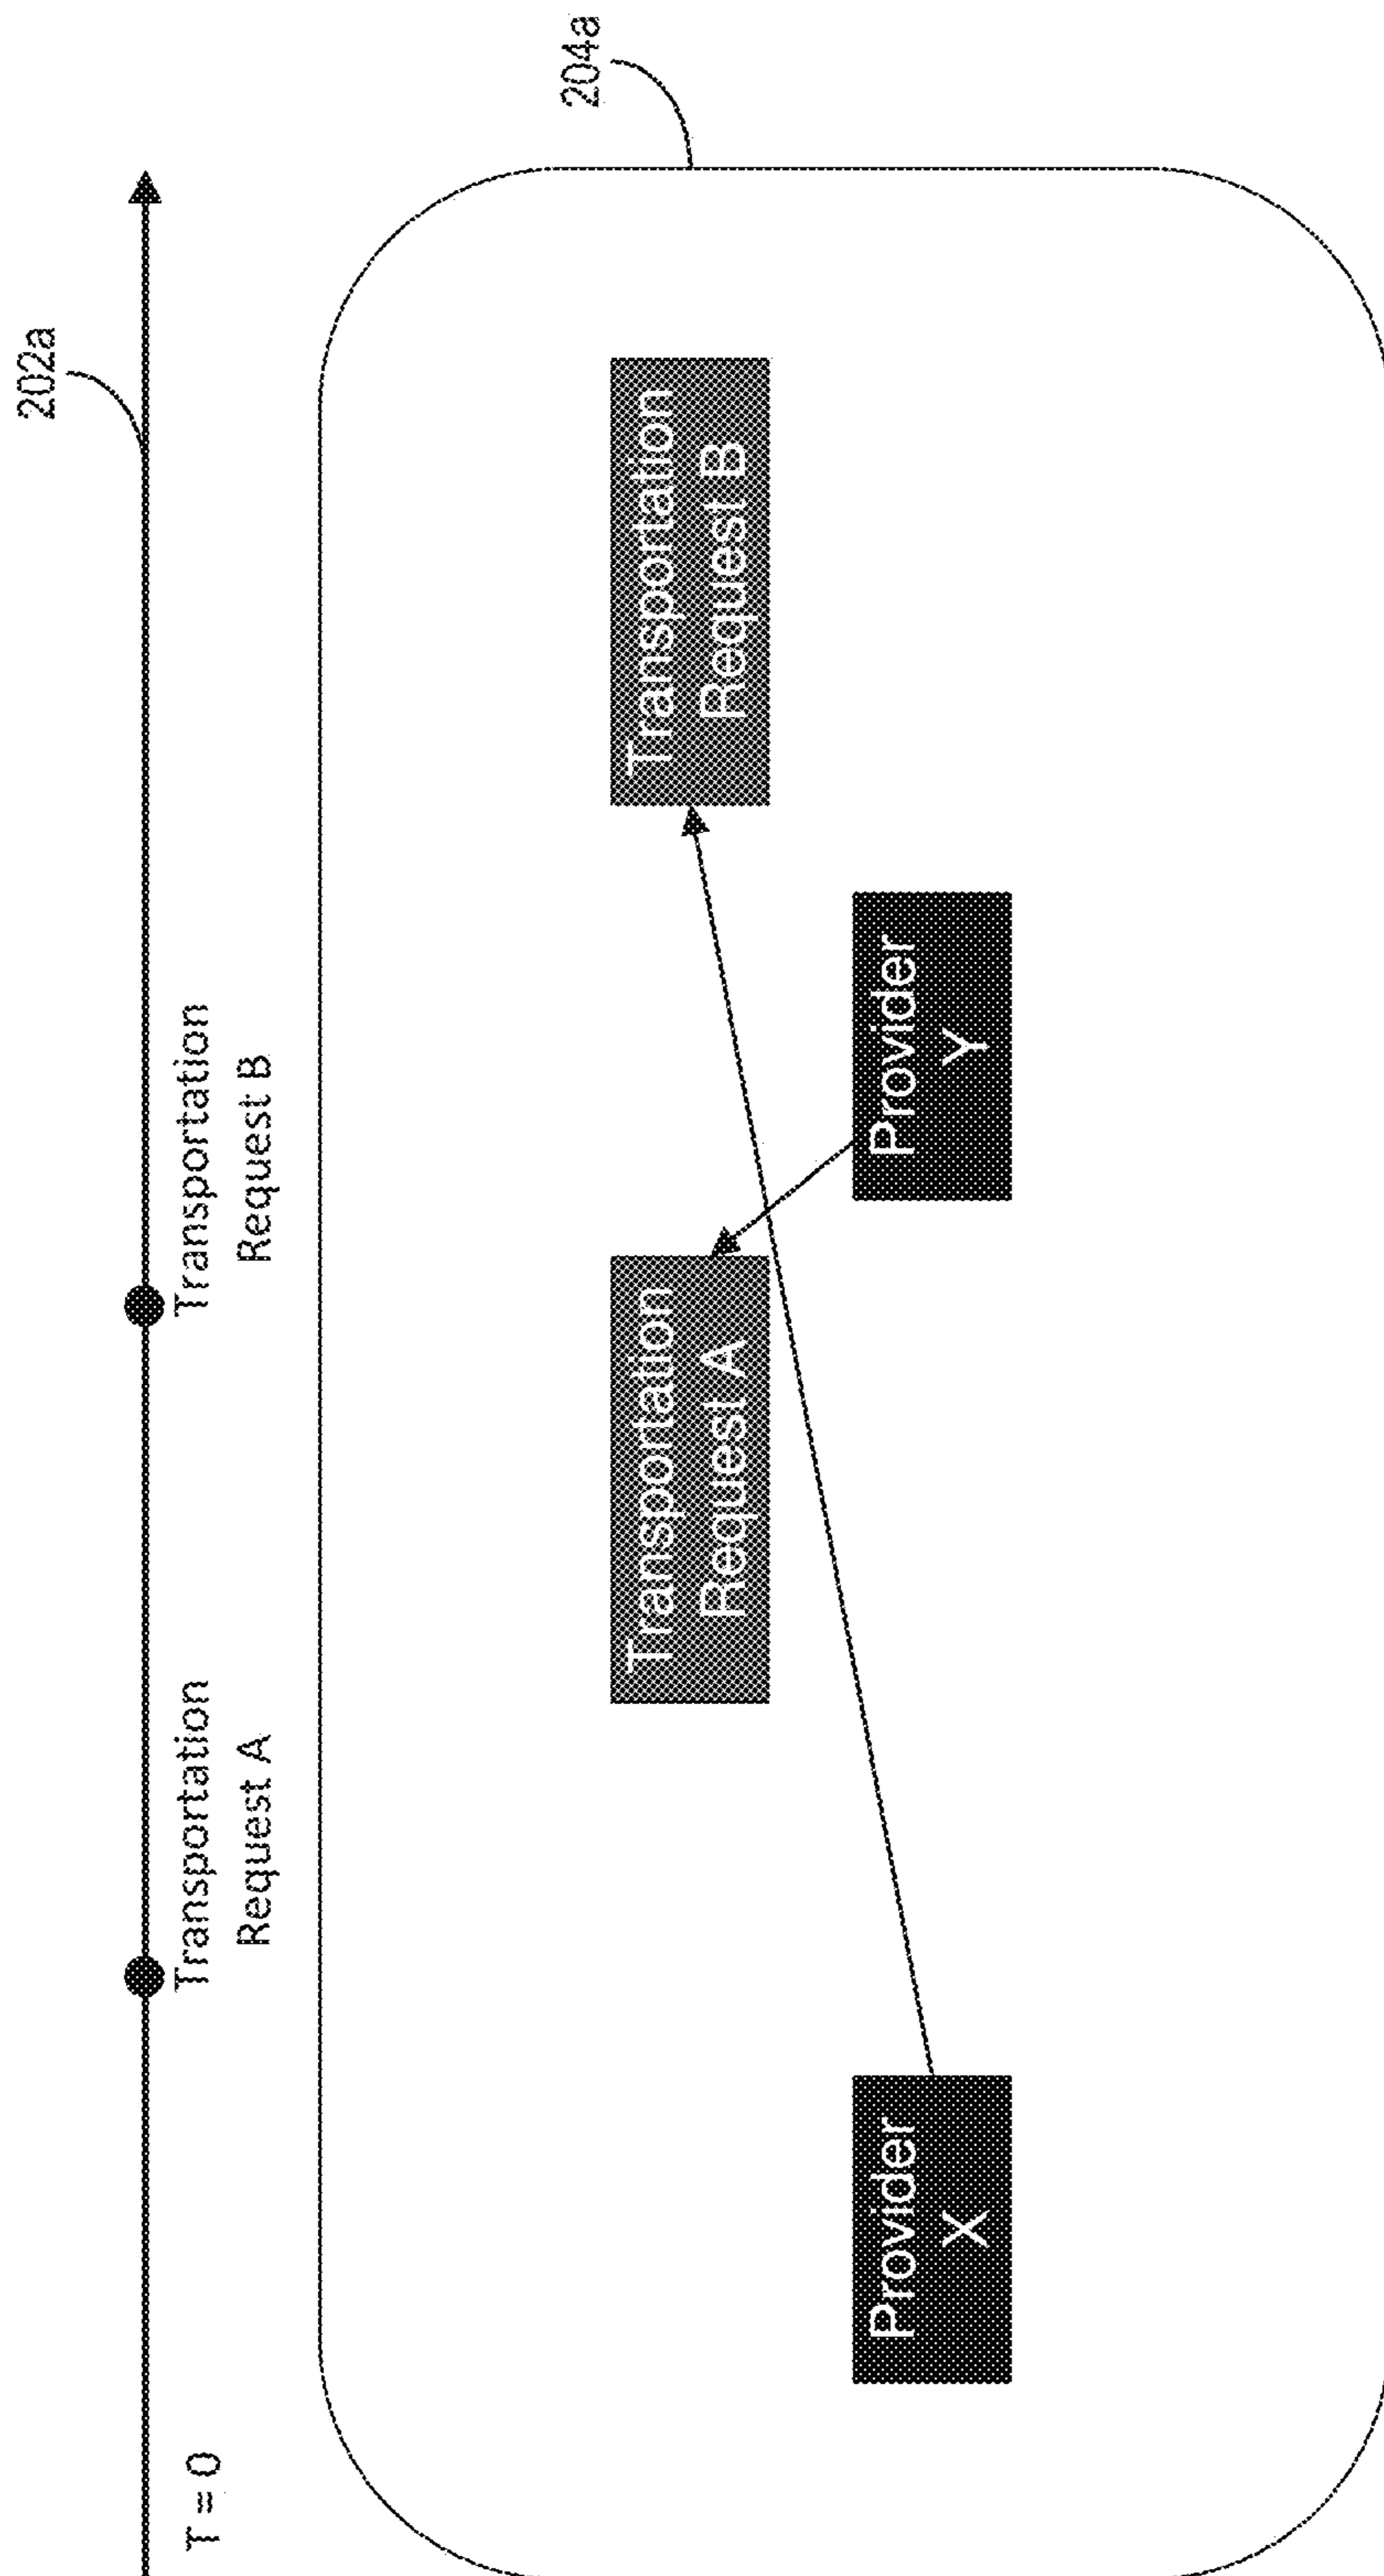 202a
T = 0
Transportation
Request A
Transportation
Request B
204a
Transportation
Request A
Transportation
Request B
Provider
X
Provider
Y